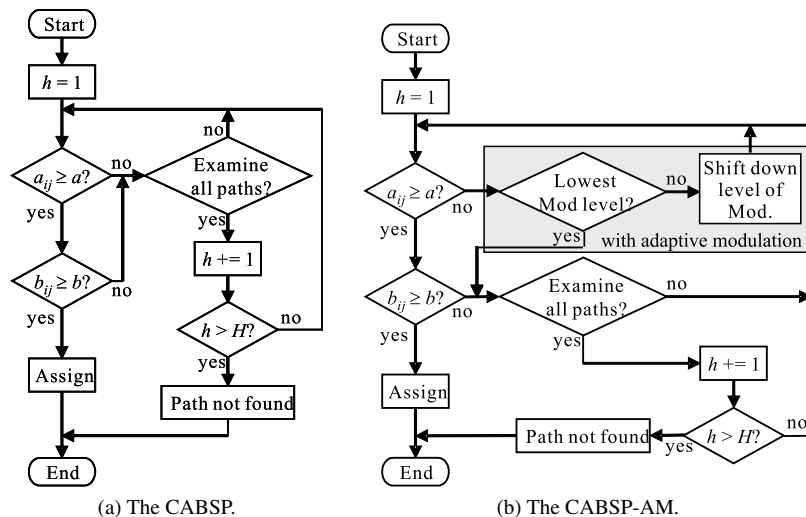 Start
h = 1
no
a_ij ≥ a?
no
Examine
all paths?
yes
yes
h += 1
b_ij ≥ b?
no
yes
h > H?
no
yes
Assign
Path not found
End
(a) The CABSP.
Start
h = 1
Lowest
Mod level?
no
Shift down
level of
Mod.
a_ij ≥ a?
no
yes
yes
with adaptive modulation
b_ij ≥ b?
no
Examine
all paths?
no
yes
yes
h += 1
Assign
Path not found
yes
h > H?
no
End
(b) The CABSP-AM.